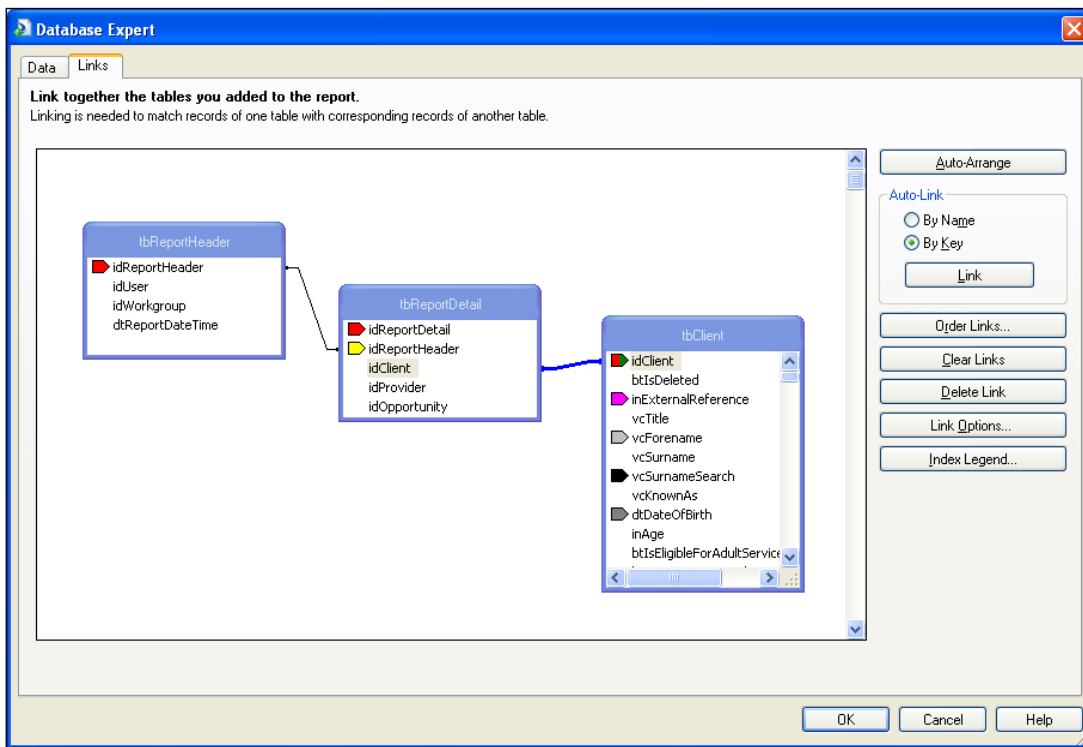 Database Expert
Data
Links
Link together the tables you added to the report.
Linking is needed to match records of one table with corresponding records of another table.
tbReportHeader
idReportHeader
idUser
idWorkgroup
dtReportDateTime
tbReportDetail
idReportDetail
idReportHeader
idClient
idProvider
idOpportunity
tbClient
idClient
btIsDeleted
inExternalReference
vcTitle
vcForename
vcSurname
vcSurnameSearch
vcKnownAs
dtDateOfBirth
inAge
btIsEligibleForAdultService
Auto-Arrange
Auto-Link
By Name
By Key
Link
Order Links...
Clear Links
Delete Link
Link Options...
Index Legend...
OK
Cancel
Help